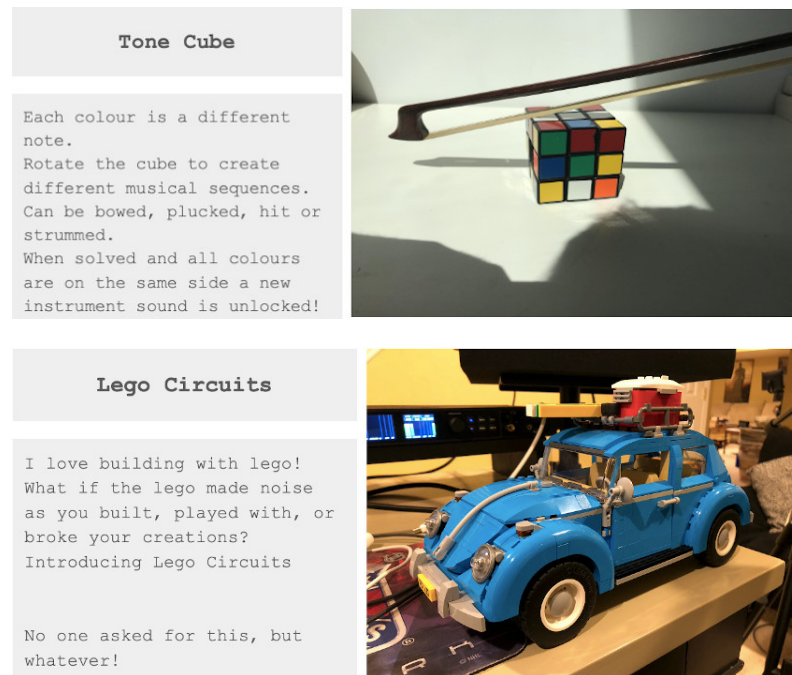 Tone Cube
Each colour is a different
note.
Rotate the cube to create
different musical sequences.
Can be bowed, plucked, hit or
strummed.
When solved and all colours
are on the same side a new
instrument sound is unlocked!
Lego Circuits
I love building with lego!
What if the lego made noise
as you built, played with, or
broke your creations?
Introducing Lego Circuits
No one asked for this, but
whatever!